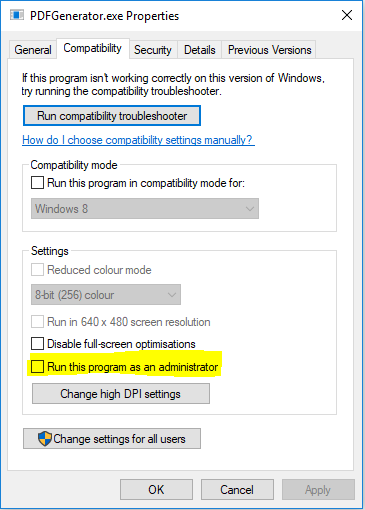 PDFGenerator.exe Properties
General Compatibility Security Details Previous Versions
If this program isn't working correctly on this version of Windows,
try running the compatibility troubleshooter.
Run compatibility troubleshooter
How do I choose compatibility settings manually?
Compatibility mode
Run this program in compatibility mode for:
Windows 8
Settings
Reduced colour mode
8-bit (256) colour
Run in 640 x 480 screen resolution
Disable full-screen optimisations
Run this program as an administrator
Change high DPI settings
Change settings for all users
OK Cancel Apply